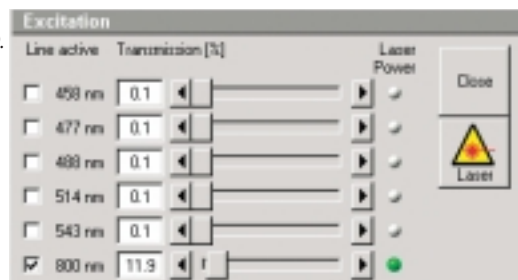 Excitation
Line active Transmission [%] Laser Power
Close
458 nm 0.1
477 nm 0.1
488 nm 0.1
Laser
514 nm 0.1
543 nm 0.1
800 nm 11.9